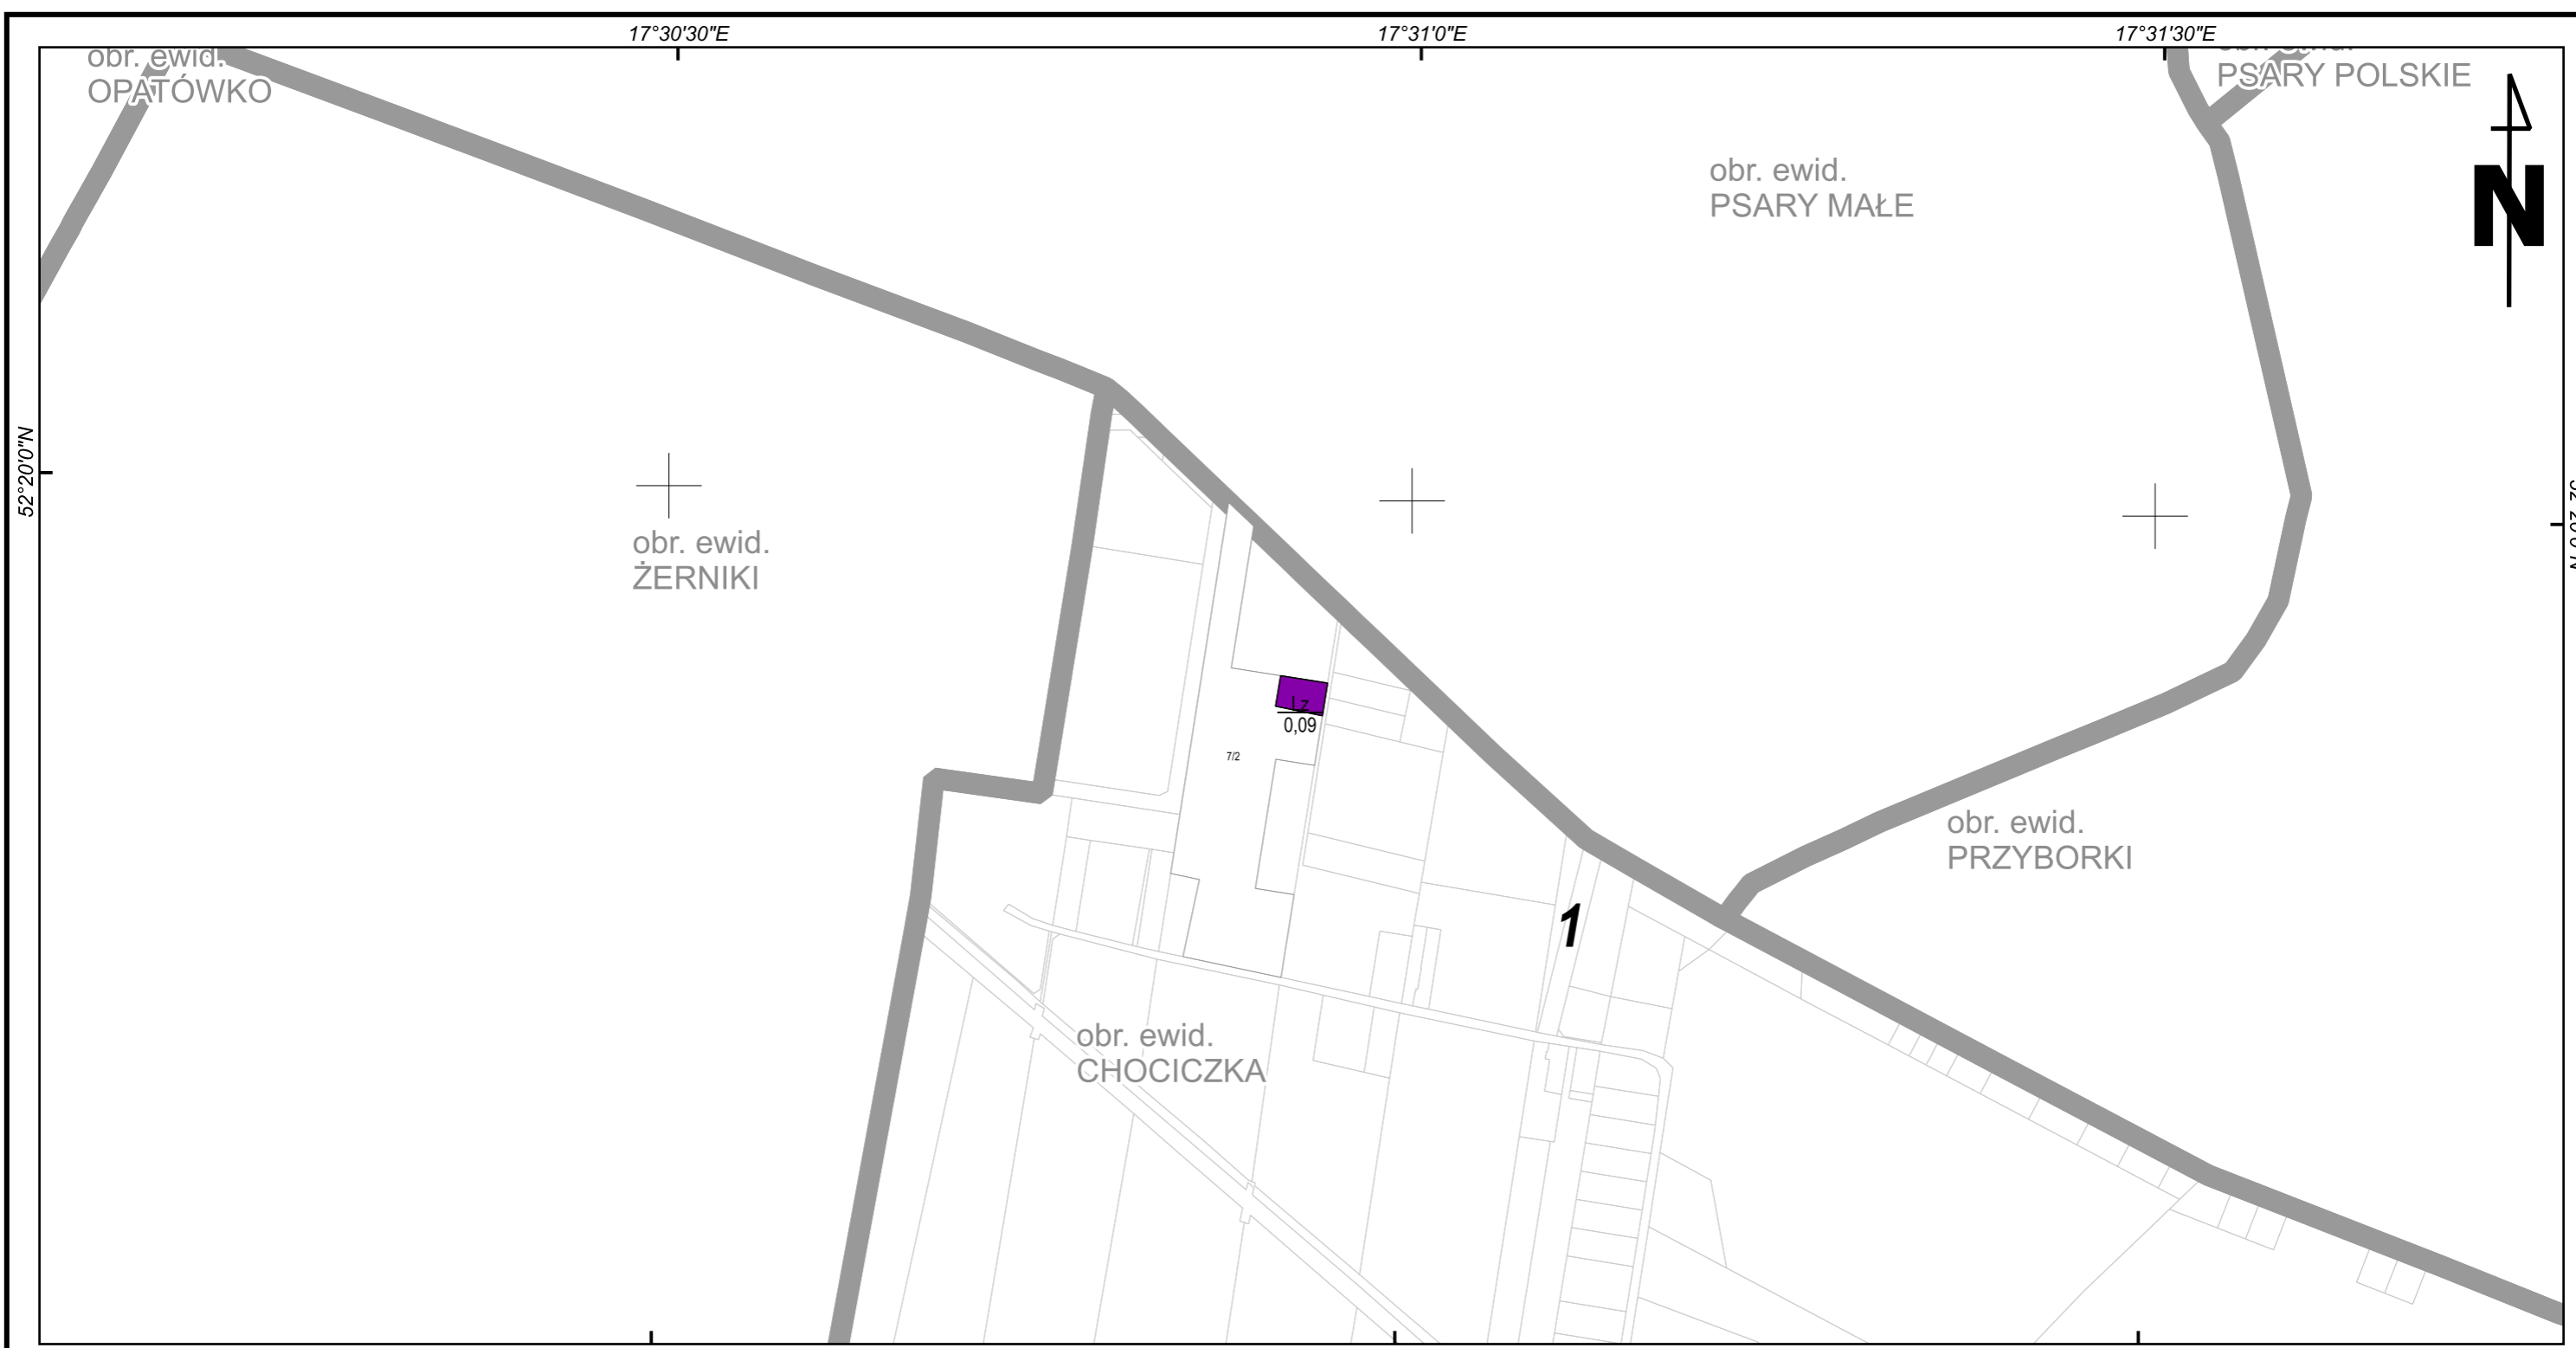 17°30'30"E
17°31'0"E
17°31'30"E
obr. ewid.
OPATÓWKO
PSARY POLSKIE
obr. ewid.
PSARY MAŁE
N
52°20'0"N
obr. ewid.
ŻERNIKI
Lz
0,09
7/2
obr. ewid.
PRZYBORKI
1
obr. ewid.
CHOCICZKA